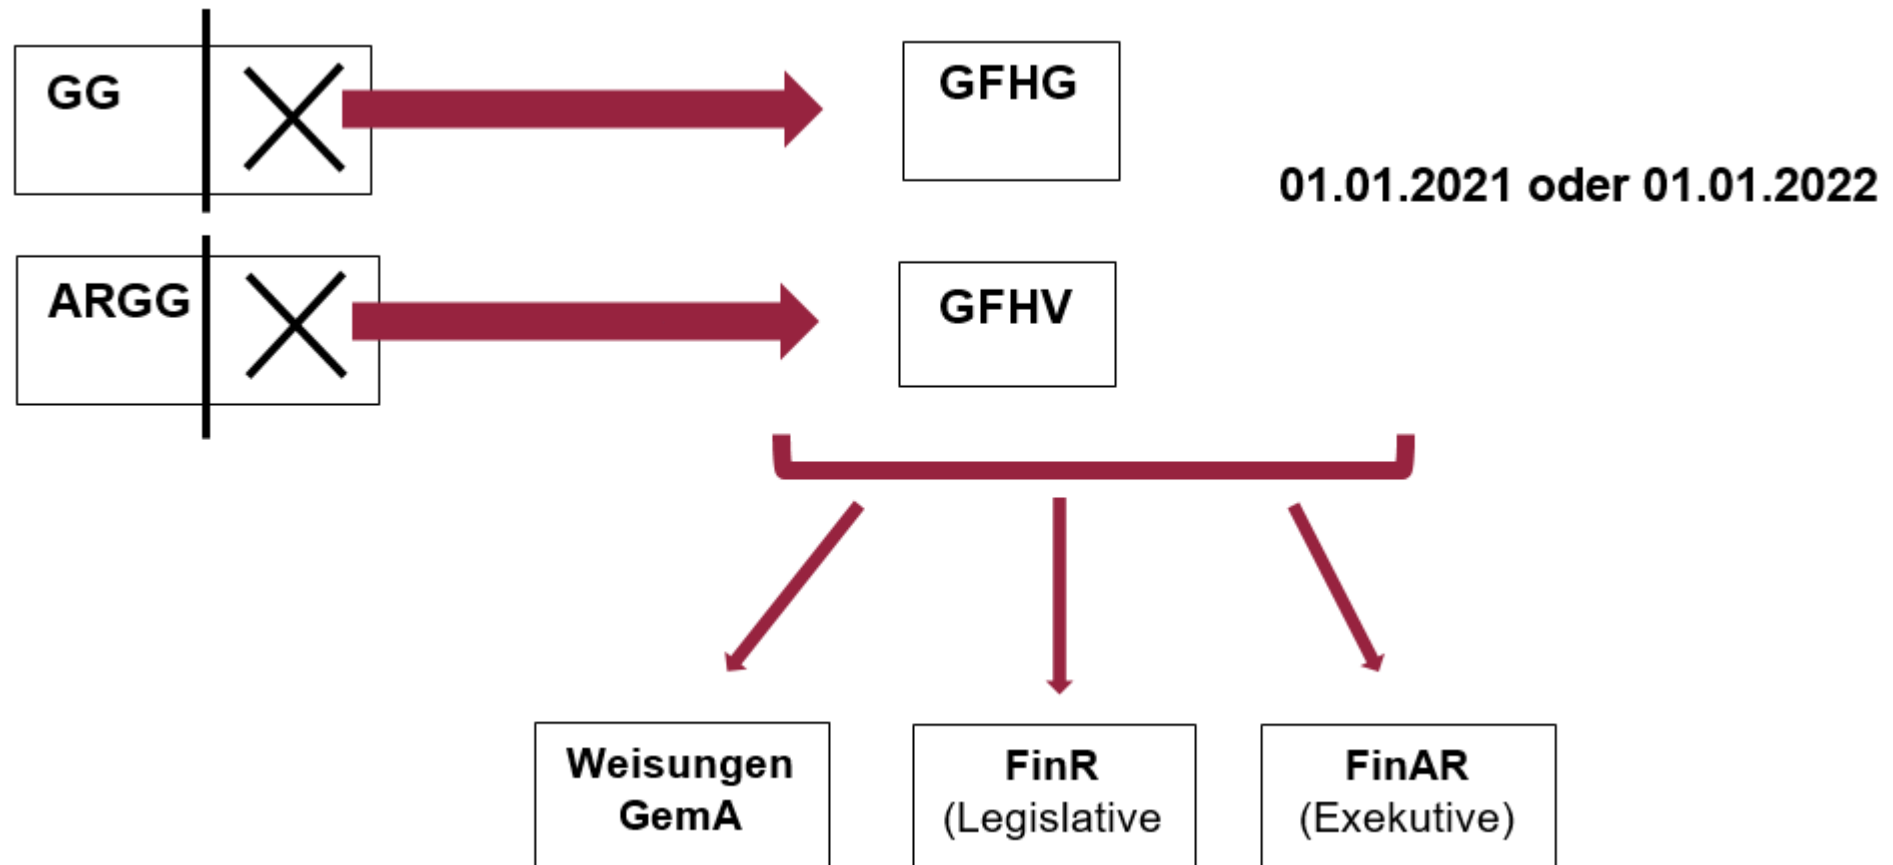 GG
GFHG
01.01.2021 oder 01.01.2022
ARGG
GFHV
Weisungen
GemA
FinR
(Legislative
FinAR
(Exekutive)